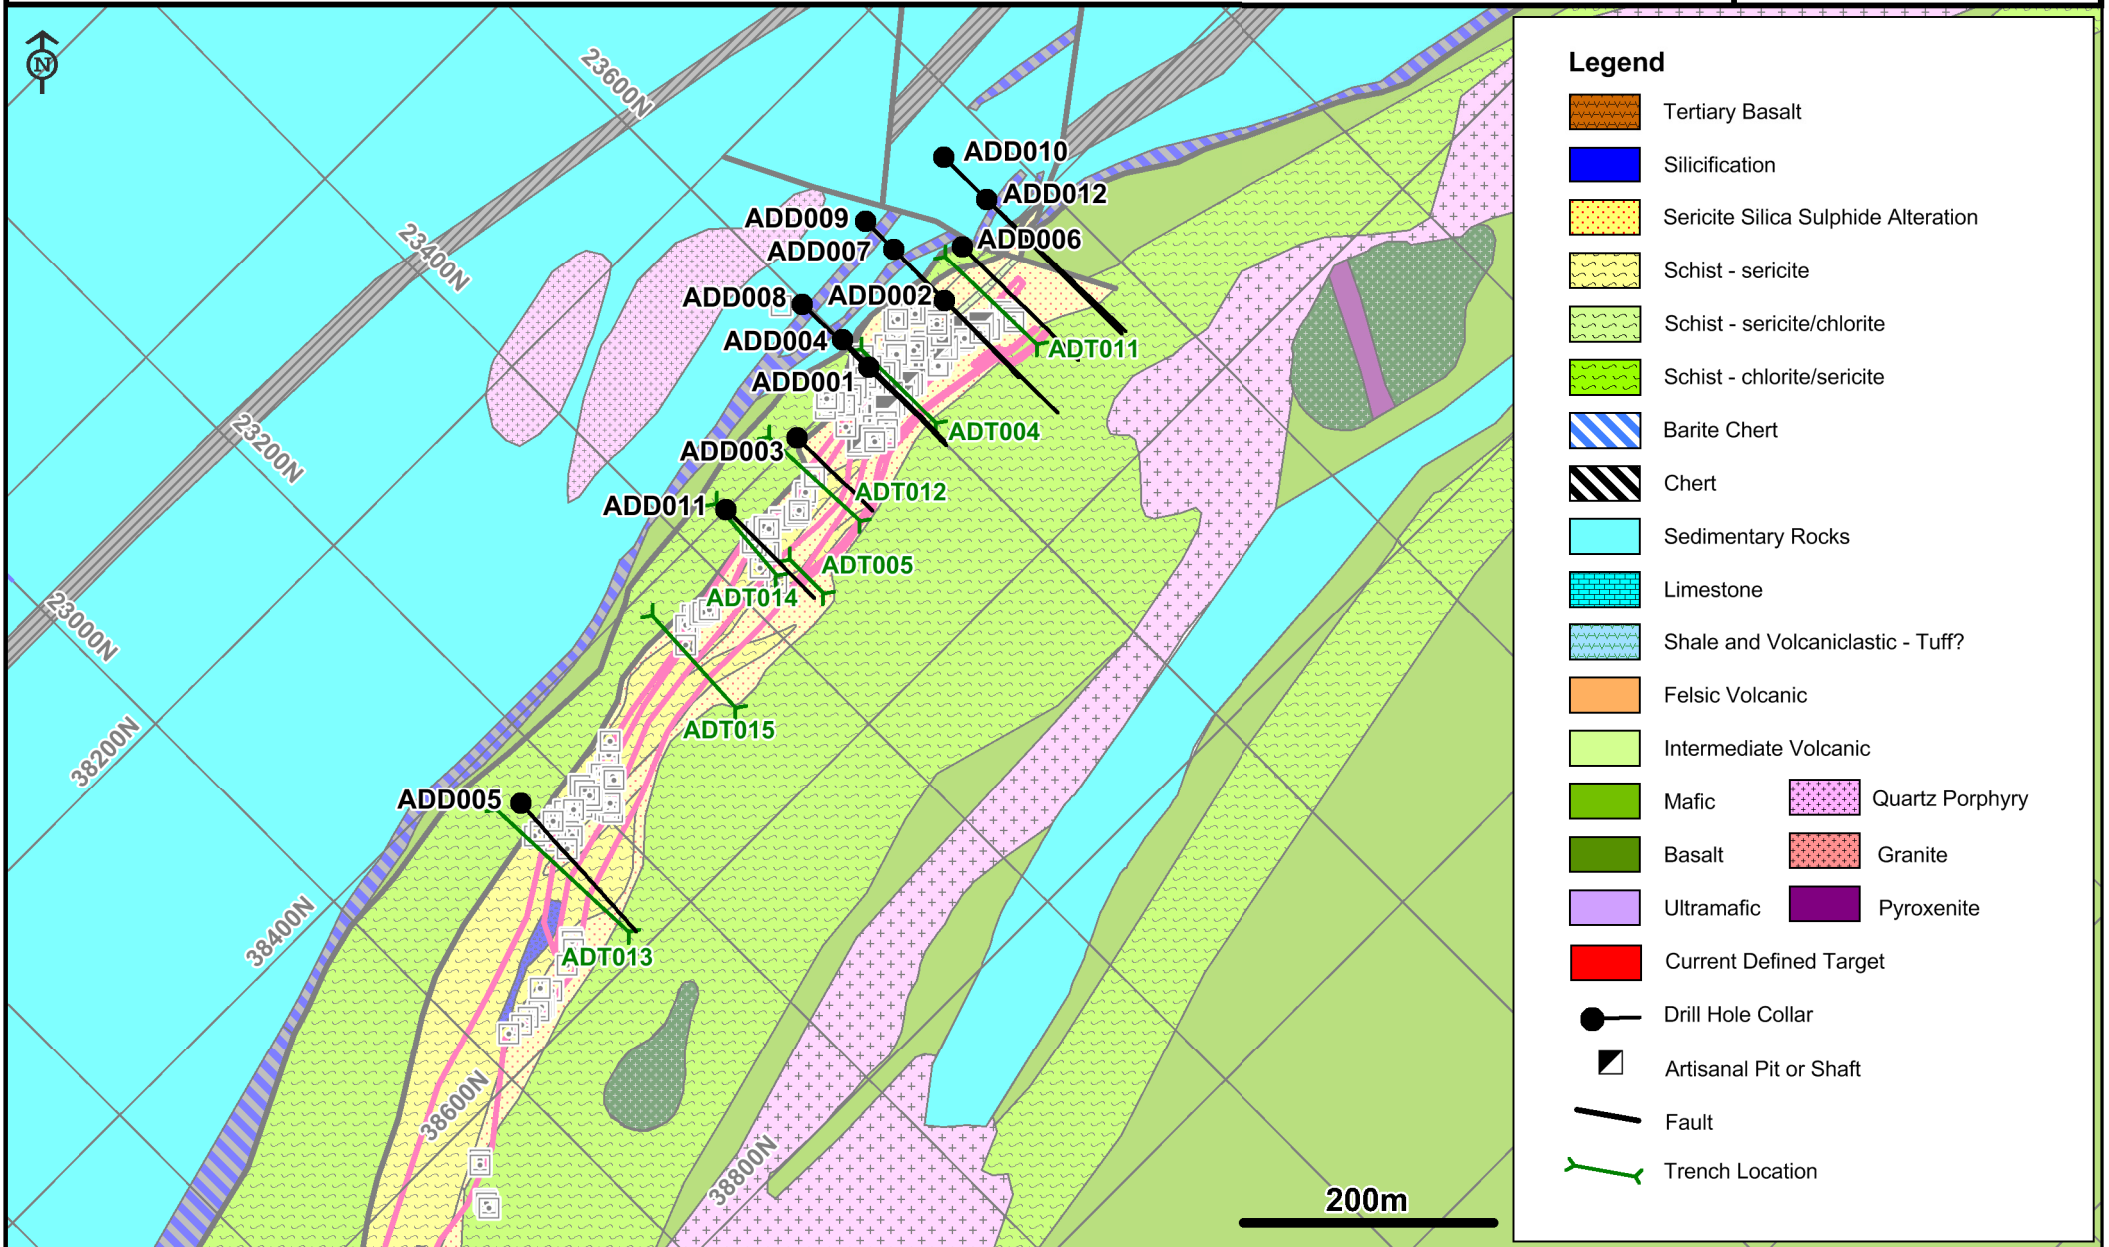 N
23600N
23400N
23200N
23000N
38200N
38400N
38600N
38800N
ADD010
ADD012
ADD009
ADD007
ADD006
ADD008
ADD002
ADD004
ADD001
ADT011
ADT004
ADD003
ADT012
ADD011
ADT005
ADT014
ADT015
ADD005
ADT013
200m
Legend
Tertiary Basalt
Silicification
Sericite Silica Sulphide Alteration
Schist - sericite
Schist - sericite/chlorite
Schist - chlorite/sericite
Barite Chert
Chert
Sedimentary Rocks
Limestone
Shale and Volcaniclastic - Tuff?
Felsic Volcanic
Intermediate Volcanic
Mafic
Quartz Porphyry
Basalt
Granite
Ultramafic
Pyroxenite
Current Defined Target
Drill Hole Collar
Artisanal Pit or Shaft
Fault
Trench Location